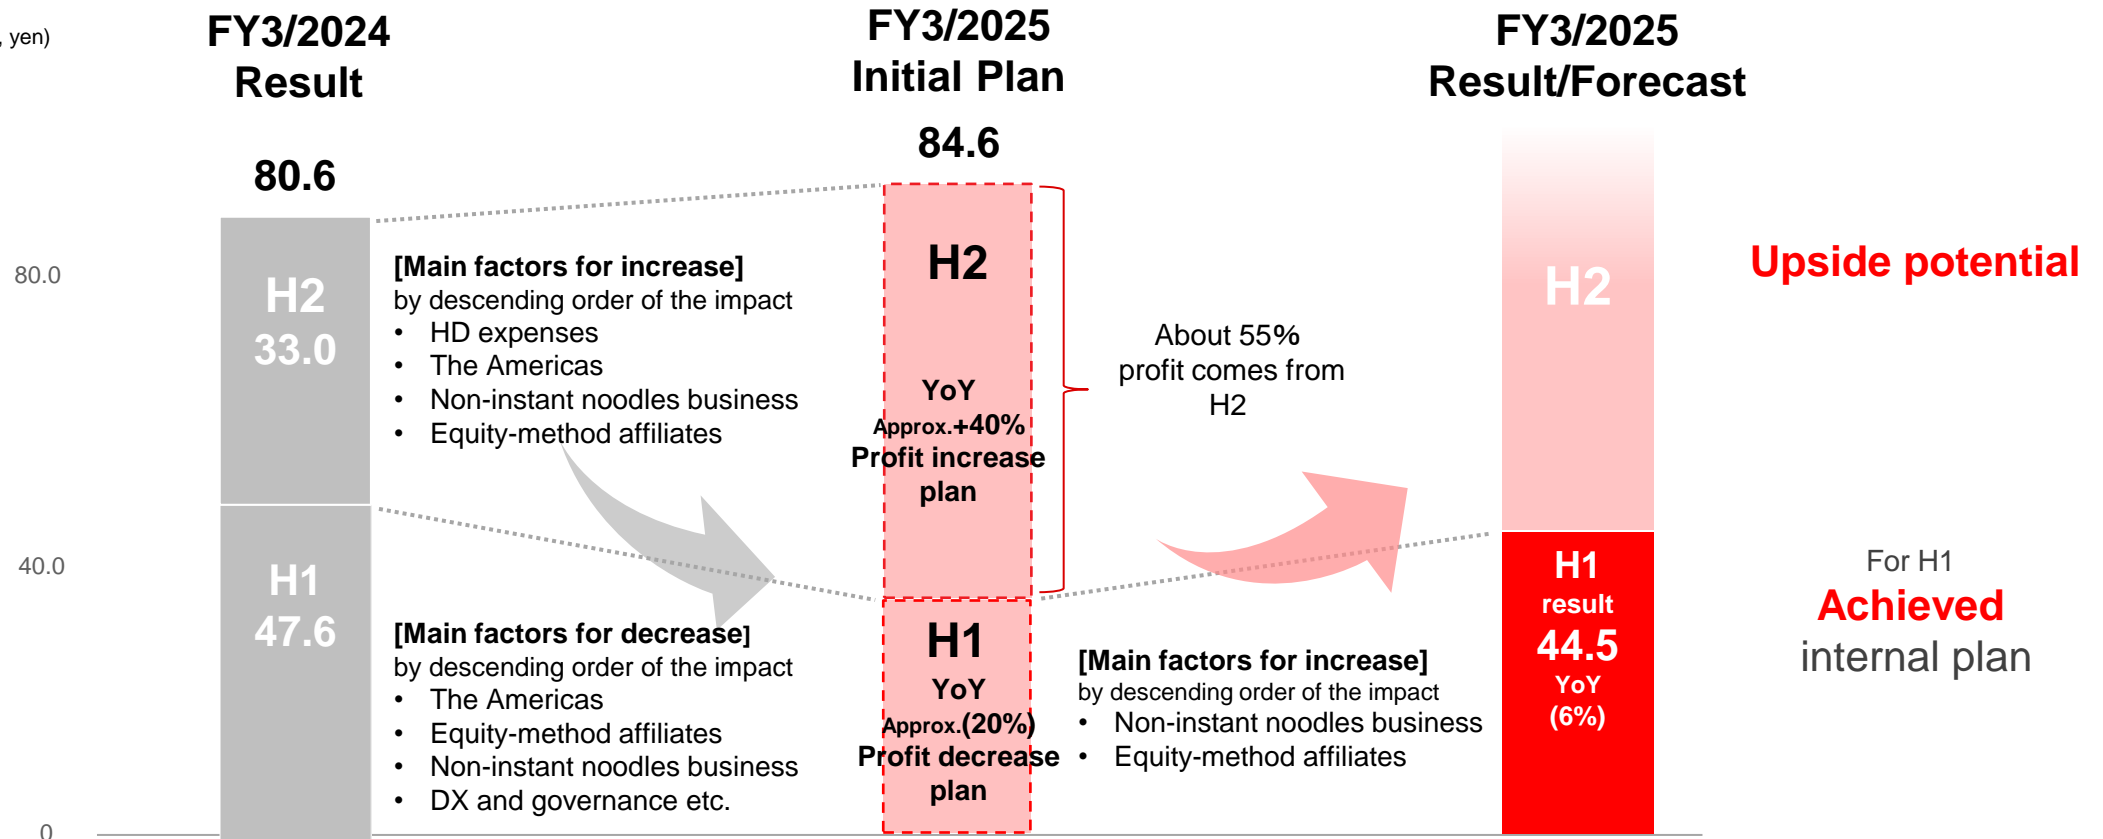 , yen)
FY3/2024
Result
80.6
H2
33.0
H1
47.6
80.0
40.0
0
[Main factors for increase]
by descending order of the impact
• HD expenses
• The Americas
• Non-instant noodles business
• Equity-method affiliates
[Main factors for decrease]
by descending order of the impact
• The Americas
• Equity-method affiliates
• Non-instant noodles business
• DX and governance etc.
FY3/2025
Initial Plan
84.6
H2
YoY
Approx.+40%
Profit increase
plan
H1
YoY
Approx.(20%)
Profit decrease
plan
About 55%
profit comes from
H2
[Main factors for increase]
by descending order of the impact
• Non-instant noodles business
• Equity-method affiliates
FY3/2025
Result/Forecast
H2
H1
result
44.5
YoY
(6%)
Upside potential
For H1
Achieved
internal plan